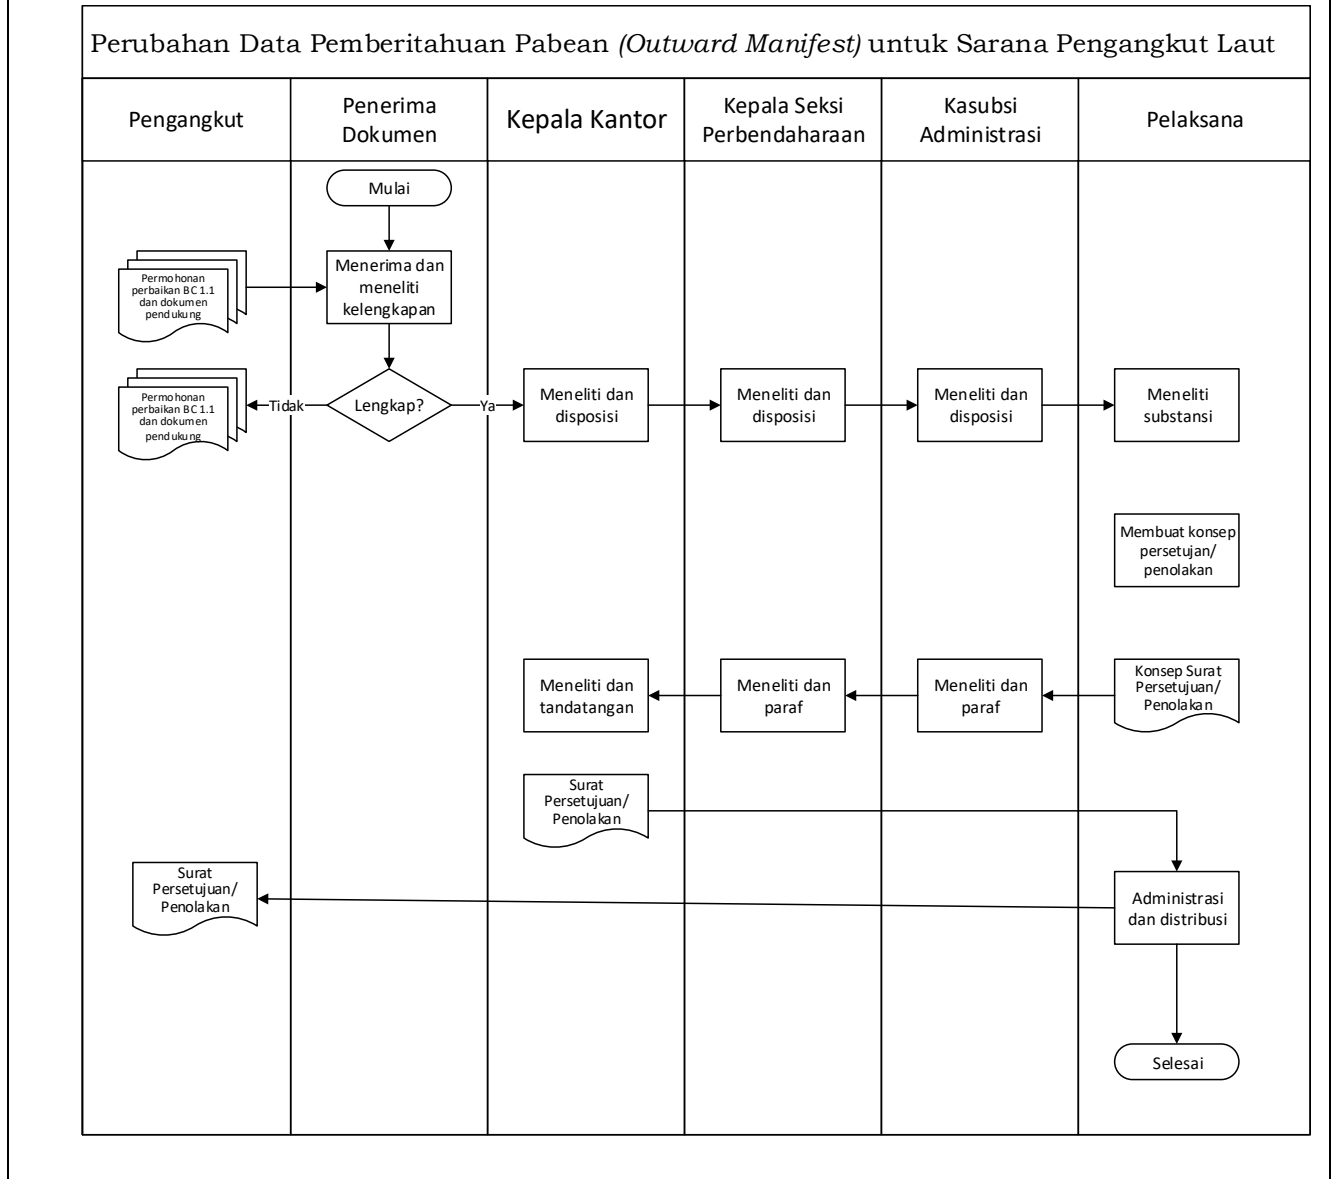 Perubahan Data Pemberitahuan Pabean (Outward Manifest) untuk Sarana Pengangkut Laut
Pengangkut
Penerima
Dokumen
Kepala Kantor
Kepala Seksi
Perbendaharaan
Kasubsi
Administrasi
Pelaksana
Mulai
Permohonan
perbaikan BC 1.1
dan dokumen
pendukung
Menerima dan
meneliti
kelengkapan
Permohonan
perbaikan BC 1.1
dan dokumen
pendukung
Tidak
Lengkap?
Ya
Meneliti dan
disposisi
Meneliti dan
disposisi
Meneliti dan
disposisi
Meneliti
substansi
Membuat konsep
persetujan/
penolakan
Meneliti dan
tandatangan
Meneliti dan
paraf
Meneliti dan
paraf
Konsep Surat
Persetujuan/
Penolakan
Surat
Persetujuan/
Penolakan
Surat
Persetujuan/
Penolakan
Administrasi
dan distribusi
Selesai